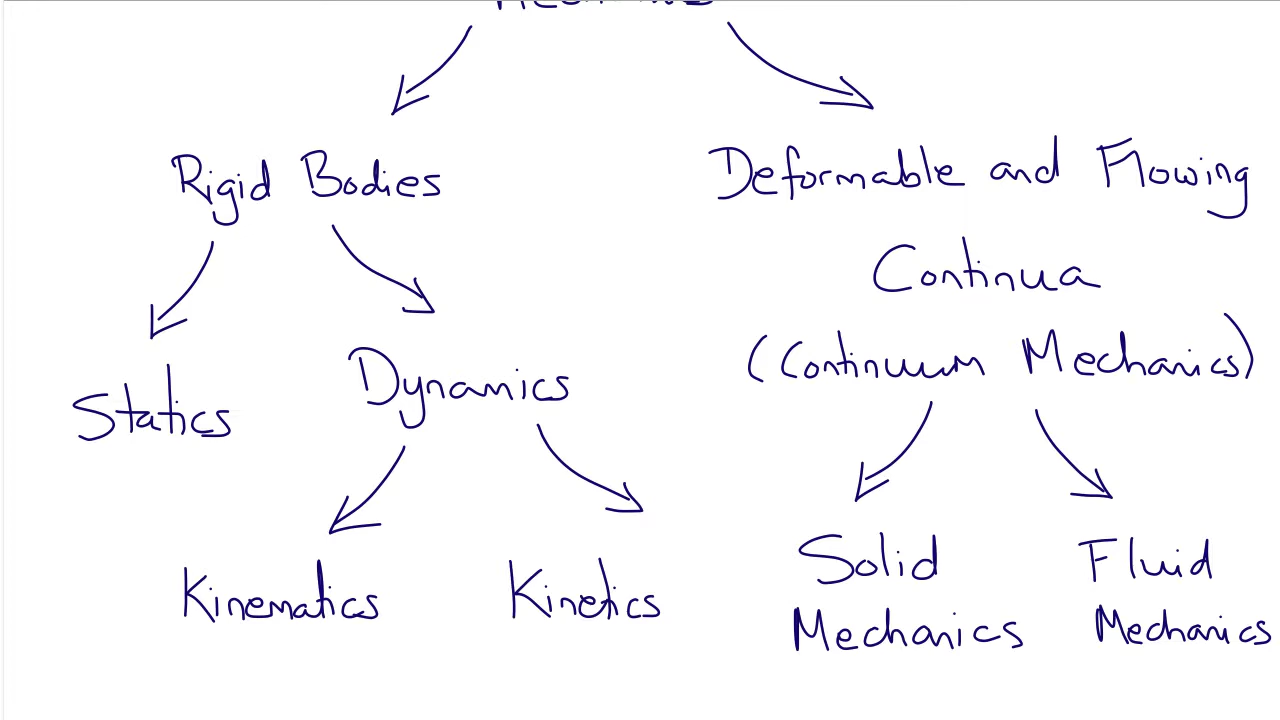 Rigid Bodies
Deformable and Flowing
Continua
(Continuum Mechanics)
Statics
Dynamics
Kinematics
Kinetics
Solid
Mechanics
Fluid
Mechanics